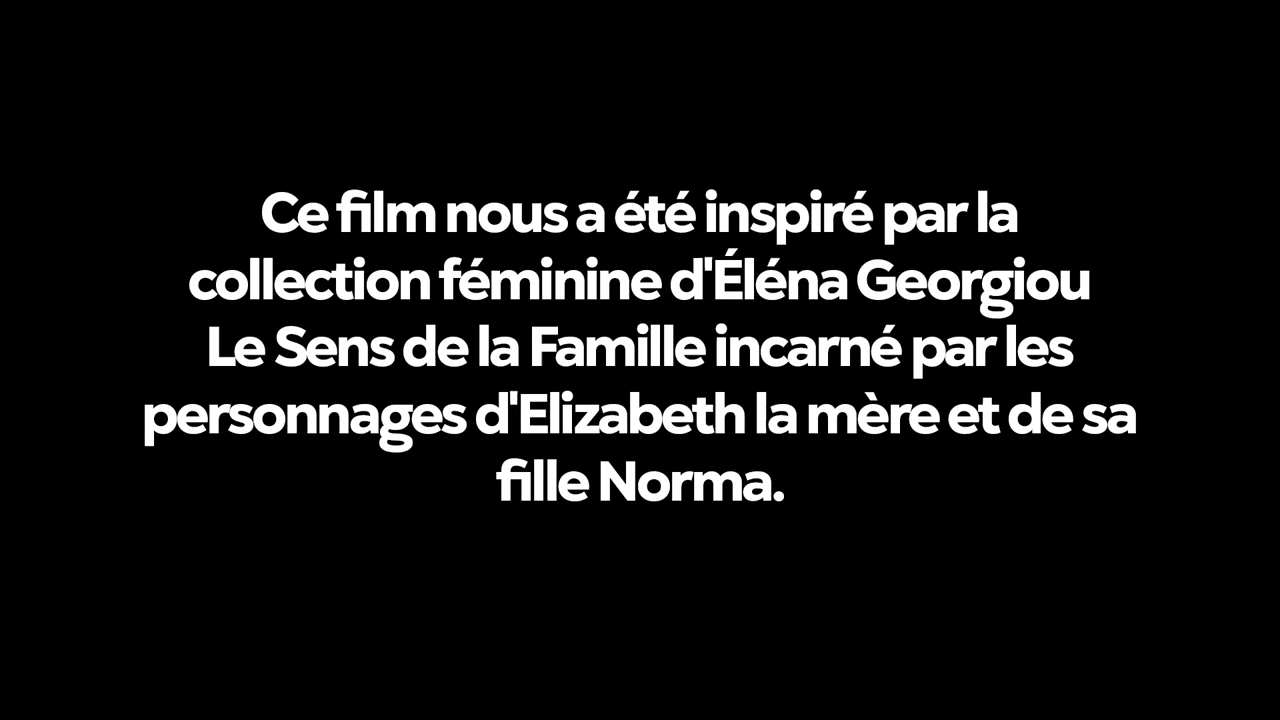 Ce film nous a été inspiré par la
collection féminine d'Éléna Georgiou
Le Sens de la Famille incarné par les
personnages d'Elizabeth la mère et de sa
fille Norma.